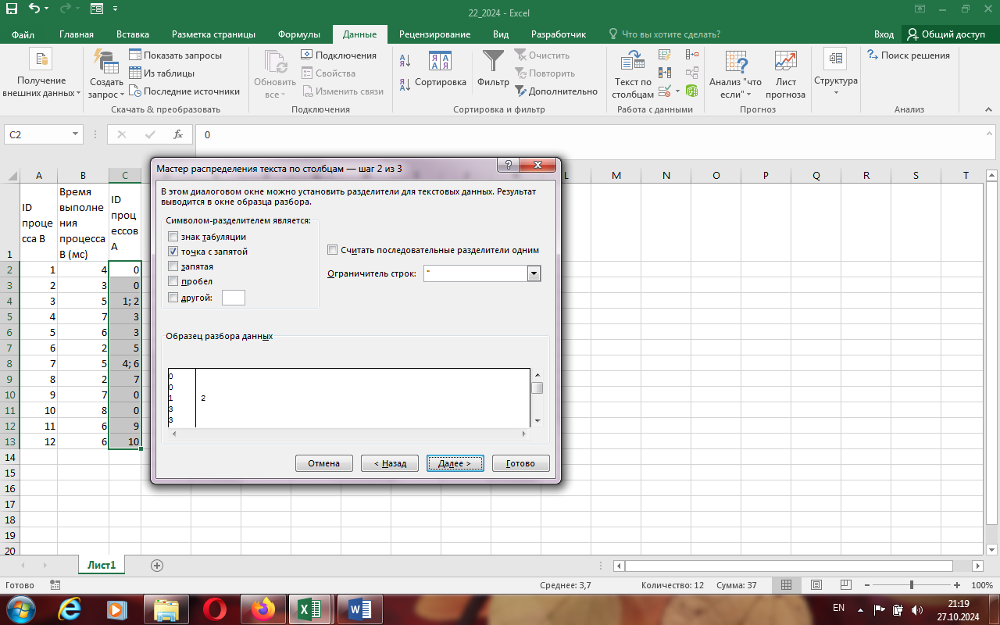 22_2024 - Excel
Файл Главная Вставка Разметка страницы Формулы Данные Рецензирование Вид Разработчик Что вы хотите сделать? Вход Общий доступ
Получение внешних данных
Создать запрос
Показать запросы
Из таблицы
Последние источники
Скачать & преобразовать
Обновить все
Подключения
Свойства
Изменить связи
Подключения
Сортировка
Фильтр
Очистить
Повторить
Дополнительно
Сортировка и фильтр
Текст по столбцам
Работа с данными
Анализ "что если"
Лист прогноза
Прогноз
Структура
Поиск решения
Анализ
C2 fx 0
A B C L M N O P Q R S T
1 ID проце сса B Время выполне ния процесса B (мс) ID проц ессов A
2 1 4 0
3 2 3 0
4 3 5 1; 2
5 4 7 3
6 5 6 3
7 6 2 5
8 7 5 4; 6
9 8 2 7
10 9 7 0
11 10 8 0
12 11 6 9
13 12 6 10
14
15
16
17
18
19
20
Мастер распределения текста по столбцам — шаг 2 из 3
В этом диалоговом окне можно установить разделители для текстовых данных. Результат
выводится в окне образца разбора.
Символом-разделителем является:
знак табуляции
точка с запятой
запятая
пробел
другой:
Считать последовательные разделители одним
Ограничитель строк: "
Образец разбора данных
0
0
1 2
3
3
Отмена < Назад Далее > Готово
Лист1
Готово Среднее: 3,7 Количество: 12 Сумма: 37 100%
EN 21:19
27.10.2024